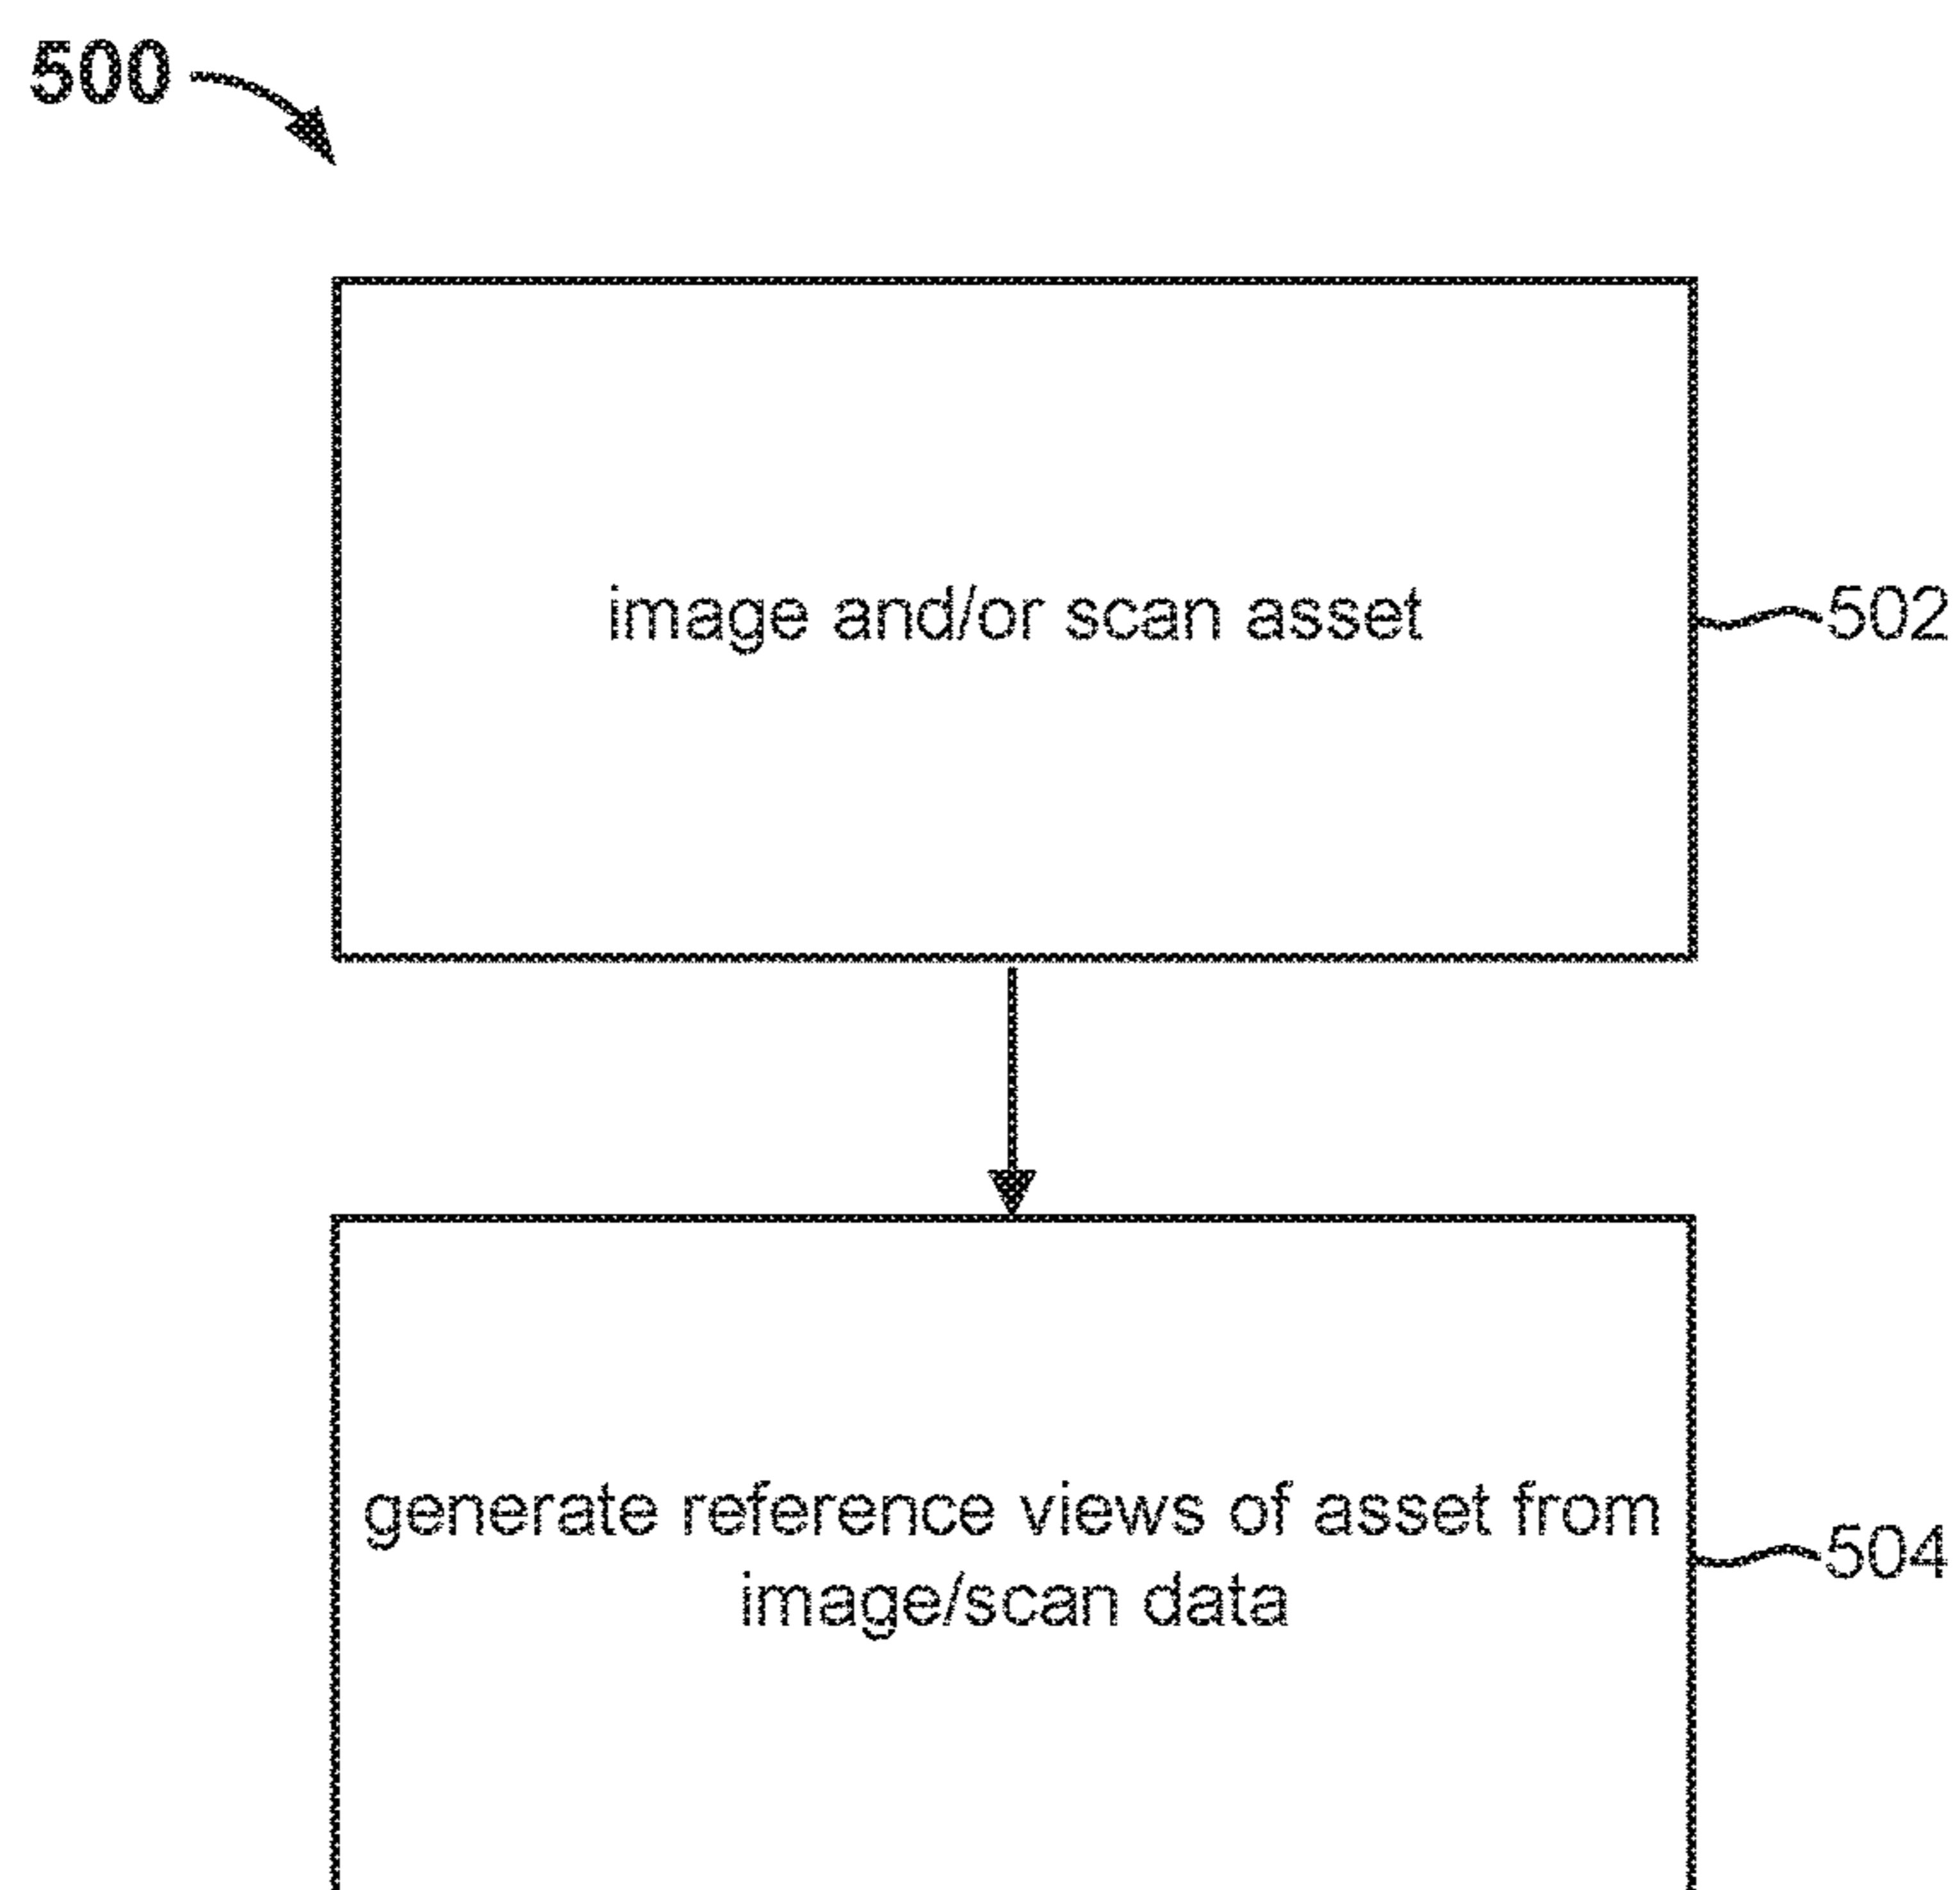 500
image and/or scan asset
502
generate reference views of asset from
image/scan data
504